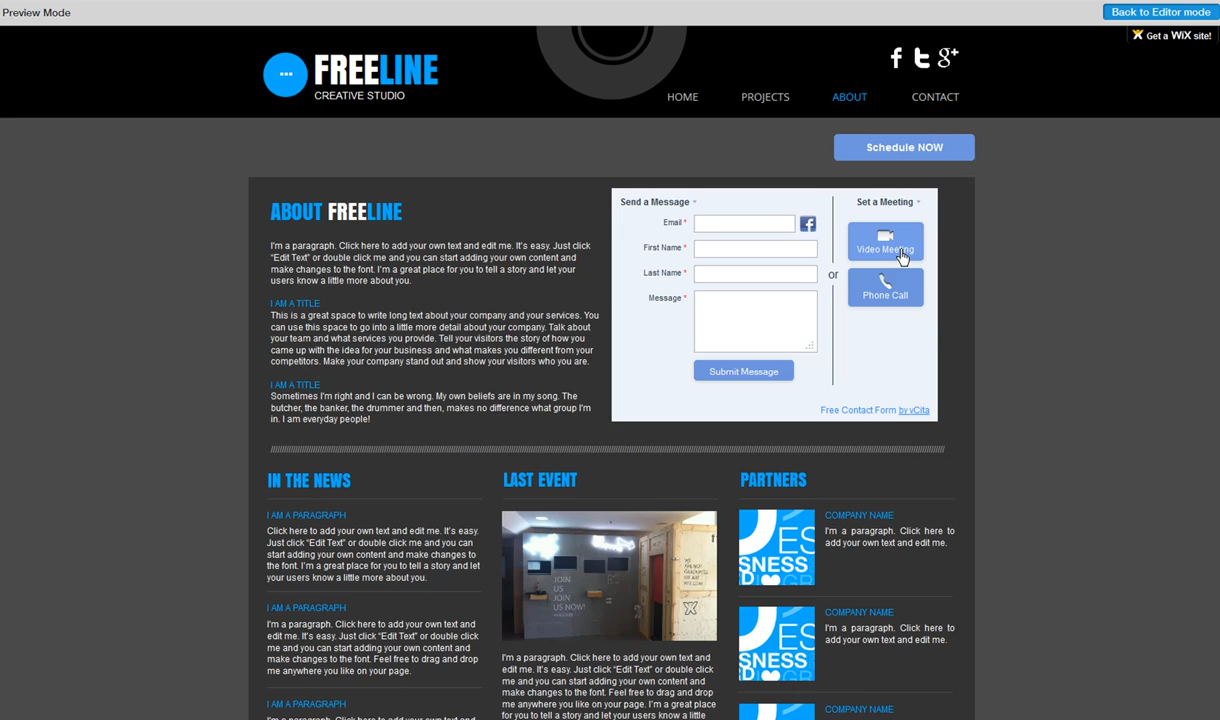 Preview Mode
Back to Editor mode
Get a WiX site!
FREELINE
CREATIVE STUDIO
HOME
PROJECTS
ABOUT
CONTACT
Schedule NOW
ABOUT FREELINE
I'm a paragraph. Click here to add your own text and edit me. It's easy. Just click
“Edit Text” or double click me and you can start adding your own content and
make changes to the font. I'm a great place for you to tell a story and let your
users know a little more about you.
I AM A TITLE
This is a great space to write long text about your company and your services. You
can use this space to go into a little more detail about your company. Talk about
your team and what services you provide. Tell your visitors the story of how you
came up with the idea for your business and what makes you different from your
competitors. Make your company stand out and show your visitors who you are.
I AM A TITLE
Sometimes I'm right and I can be wrong. My own beliefs are in my song. The
butcher, the banker, the drummer and then, makes no difference what group I'm
in. I am everyday people!
Send a Message
Email *
First Name *
Last Name *
Message *
Submit Message
or
Set a Meeting
Video Meeting
Phone Call
Free Contact Form by vCita
IN THE NEWS
I AM A PARAGRAPH
Click here to add your own text and edit me. It's easy.
Just click “Edit Text” or double click me and you can
start adding your own content and make changes to
the font. I'm a great place for you to tell a story and let
your users know a little more about you.
I AM A PARAGRAPH
I'm a paragraph. Click here to add your own text and
edit me. It's easy. Just click “Edit Text” or double click
me and you can start adding your own content and
make changes to the font. Feel free to drag and drop
me anywhere you like on your page.
I AM A PARAGRAPH
LAST EVENT
JOIN
US
JOIN
US NOW!
I'm a paragraph. Click here to add your own text and
edit me. It's easy. Just click “Edit Text” or double click
me and you can start adding your own content and
make changes to the font. Feel free to drag and drop
me anywhere you like on your page. I'm a great place
for you to tell a story and let your users know a little
PARTNERS
COMPANY NAME
I'm a paragraph. Click here to
add your own text and edit me.
ES
SNESS
COMPANY NAME
I'm a paragraph. Click here to
add your own text and edit me.
ES
SNESS
COMPANY NAME